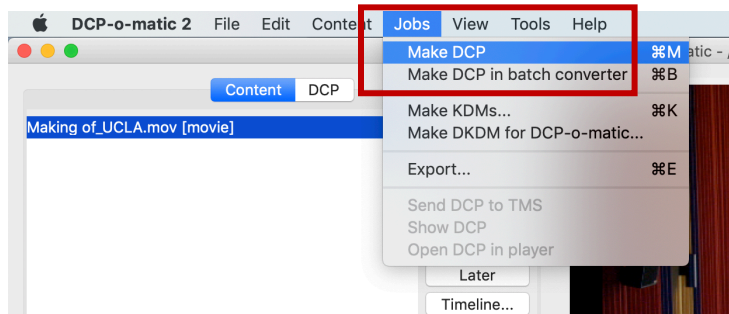 DCP-o-matic 2 File Edit Content Jobs View Tools Help
Make DCP ⌘M
atic - /
Make DCP in batch converter ⌘B
Content DCP
Making of_UCLA.mov [movie]
Make KDMs... ⌘K
Make DKDM for DCP-o-matic...
Export... ⌘E
Send DCP to TMS
Show DCP
Open DCP in player
Later
Timeline...